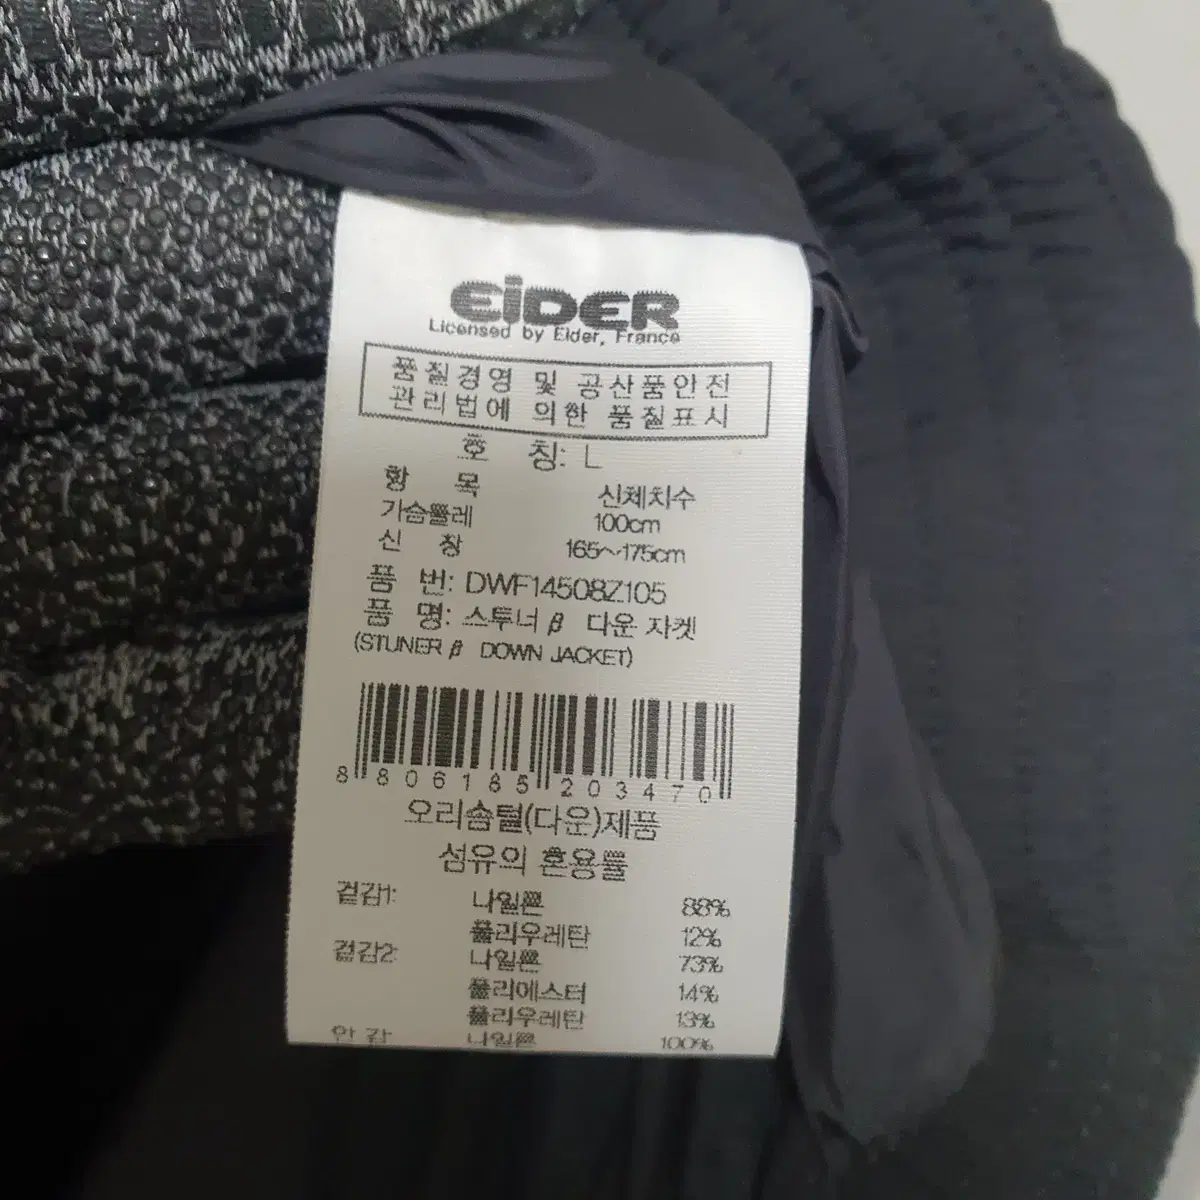 EiDER
Licensed by Eider, France
품질경영 및 공산품안전
관리법에 의한 품질표시
호 칭: L
항 목 신체치수
가슴둘레 100cm
신 장 165~175cm
품 번: DWF14508Z105
품 명: 스투너 β 다운 자켓
(STUNER β DOWN JACKET)
8 806185 203470
오리솜털(다운)제품
섬유의 혼용률
겉감1: 나일론 88%
폴리우레탄 12%
겉감2: 나일론 73%
폴리에스터 14%
폴리우레탄 13%
안감 나일론 100%